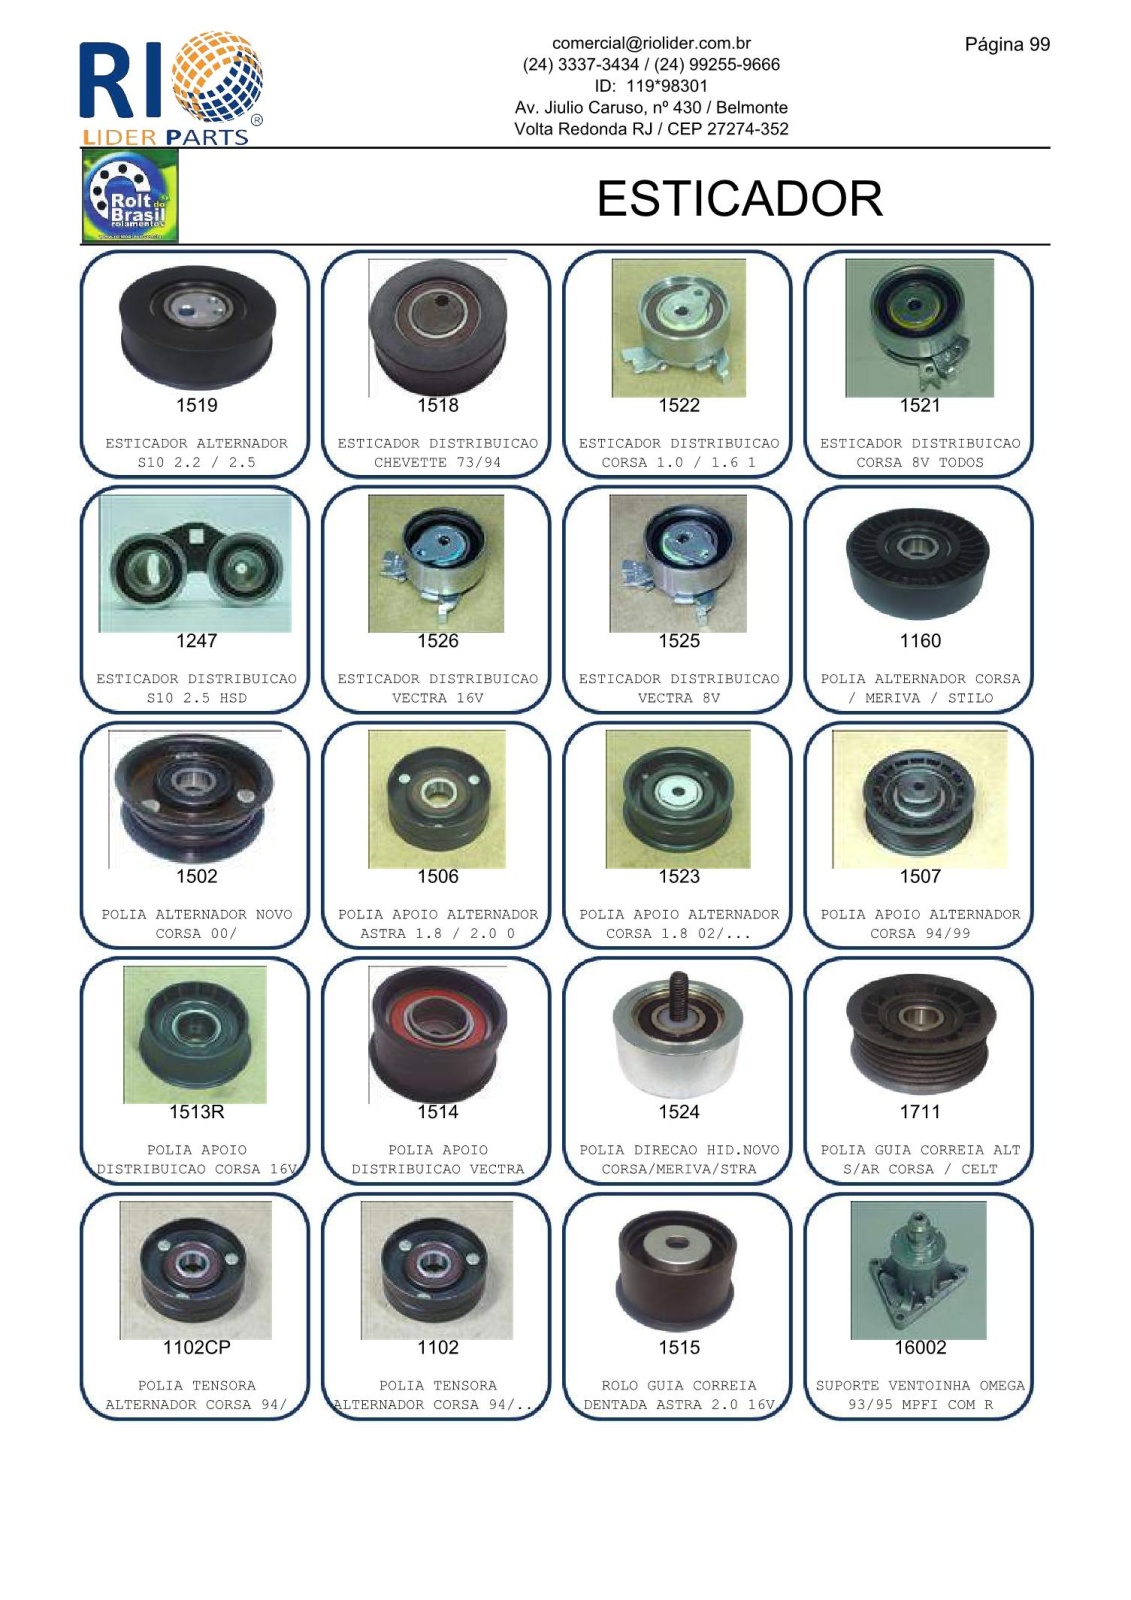 RIO
LIDER PARTS
®
comercial@riolider.com.br
(24) 3337-3434 / (24) 99255-9666
ID: 119*98301
Av. Jiulio Caruso, nº 430 / Belmonte
Volta Redonda RJ / CEP 27274-352
Página 99
Rolt
do
Brasil
rolamentos
ESTICADOR
1519
ESTICADOR ALTERNADOR
S10 2.2 / 2.5
1518
ESTICADOR DISTRIBUICAO
CHEVETTE 73/94
1522
ESTICADOR DISTRIBUICAO
CORSA 1.0 / 1.6 1
1521
ESTICADOR DISTRIBUICAO
CORSA 8V TODOS
1247
ESTICADOR DISTRIBUICAO
S10 2.5 HSD
1526
ESTICADOR DISTRIBUICAO
VECTRA 16V
1525
ESTICADOR DISTRIBUICAO
VECTRA 8V
1160
POLIA ALTERNADOR CORSA
/ MERIVA / STILO
1502
POLIA ALTERNADOR NOVO
CORSA 00/
1506
POLIA APOIO ALTERNADOR
ASTRA 1.8 / 2.0 0
1523
POLIA APOIO ALTERNADOR
CORSA 1.8 02/...
1507
POLIA APOIO ALTERNADOR
CORSA 94/99
1513R
POLIA APOIO
DISTRIBUICAO CORSA 16V
1514
POLIA APOIO
DISTRIBUICAO VECTRA
1524
POLIA DIRECAO HID.NOVO
CORSA/MERIVA/STRA
1711
POLIA GUIA CORREIA ALT
S/AR CORSA / CELT
1102CP
POLIA TENSORA
ALTERNADOR CORSA 94/
1102
POLIA TENSORA
ALTERNADOR CORSA 94/..
1515
ROLO GUIA CORREIA
DENTADA ASTRA 2.0 16V
16002
SUPORTE VENTOINHA OMEGA
93/95 MPFI COM R